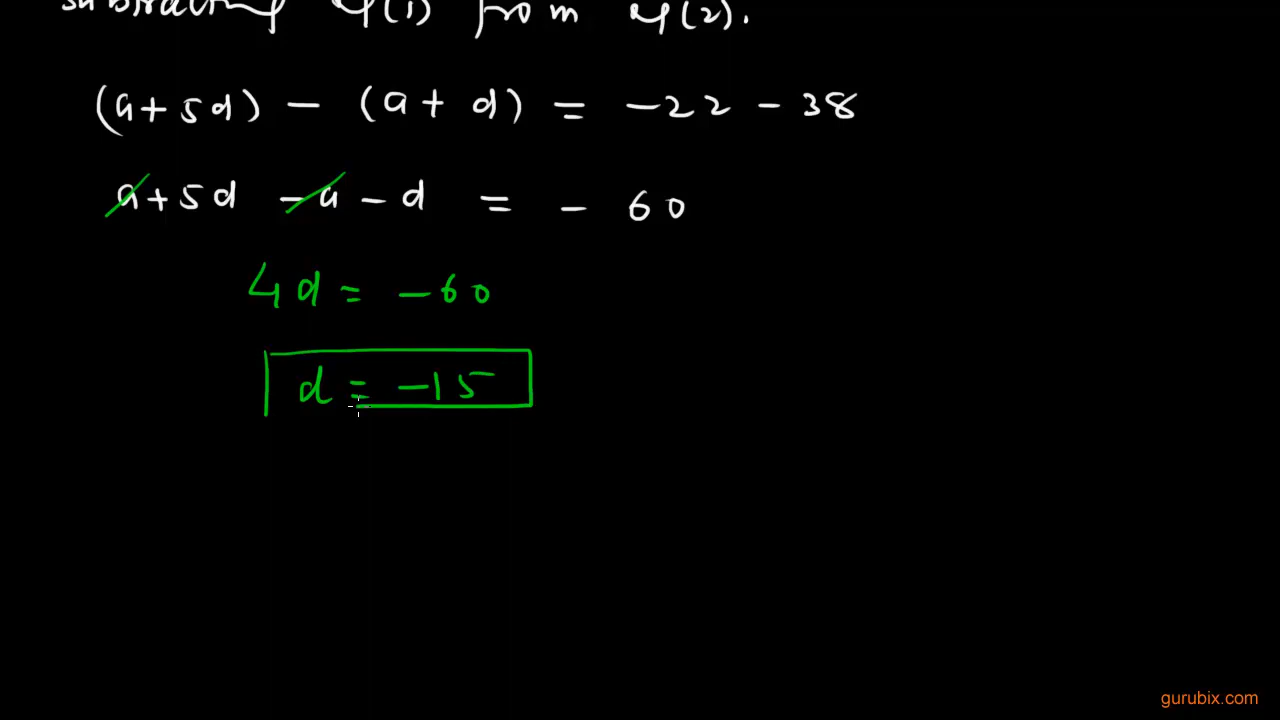 subtracting eq(1) from eq(2).
(a+5d) - (a+d) = -22-38
a+5d -a-d = - 60
4d = -60
d = -15
gurubix.com